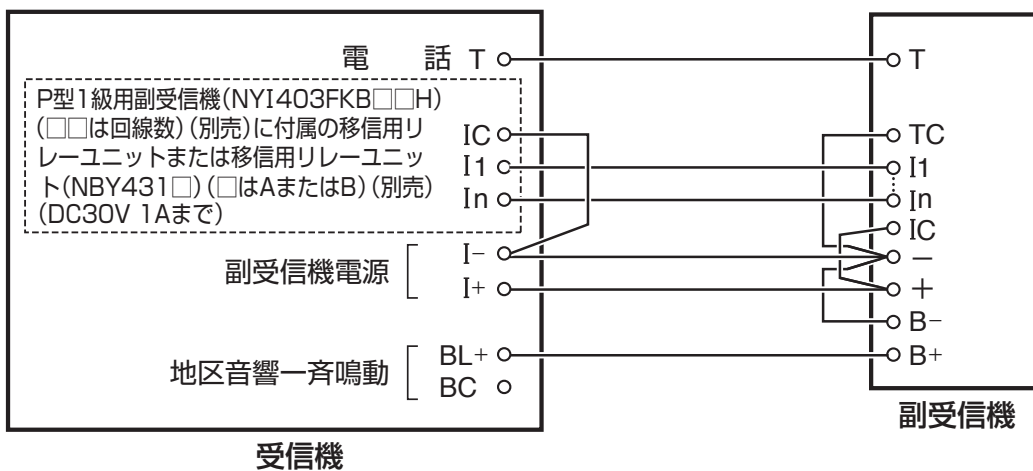 電　話 T
P型1級用副受信機(NYI403FKB□□H)
(□□は回線数)(別売)に付属の移信用リ
レーユニットまたは移信用リレーユニッ
ト(NBY431□)(□はAまたはB)(別売)
(DC30V 1Aまで)
IC
I1
In
副受信機電源
I−
I+
地区音響一斉鳴動
BL+
BC
受信機
T
TC
I1
In
IC
−
+
B−
B+
副受信機